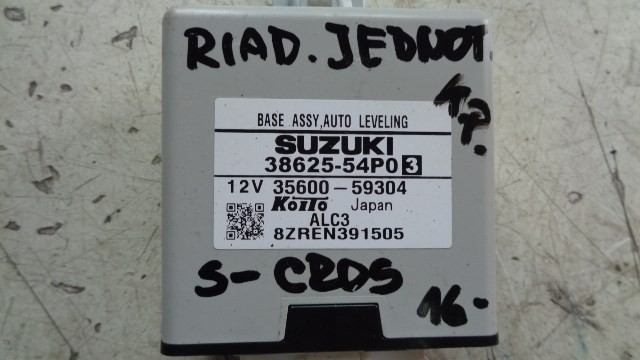 RIAD. JEDNOT.
BASE ASSY,AUTO LEVELING
SUZUKI
38625-54P0 3
12V 35600-59304
KOITO Japan
ALC3
8ZREN391505
S-CROS
16-